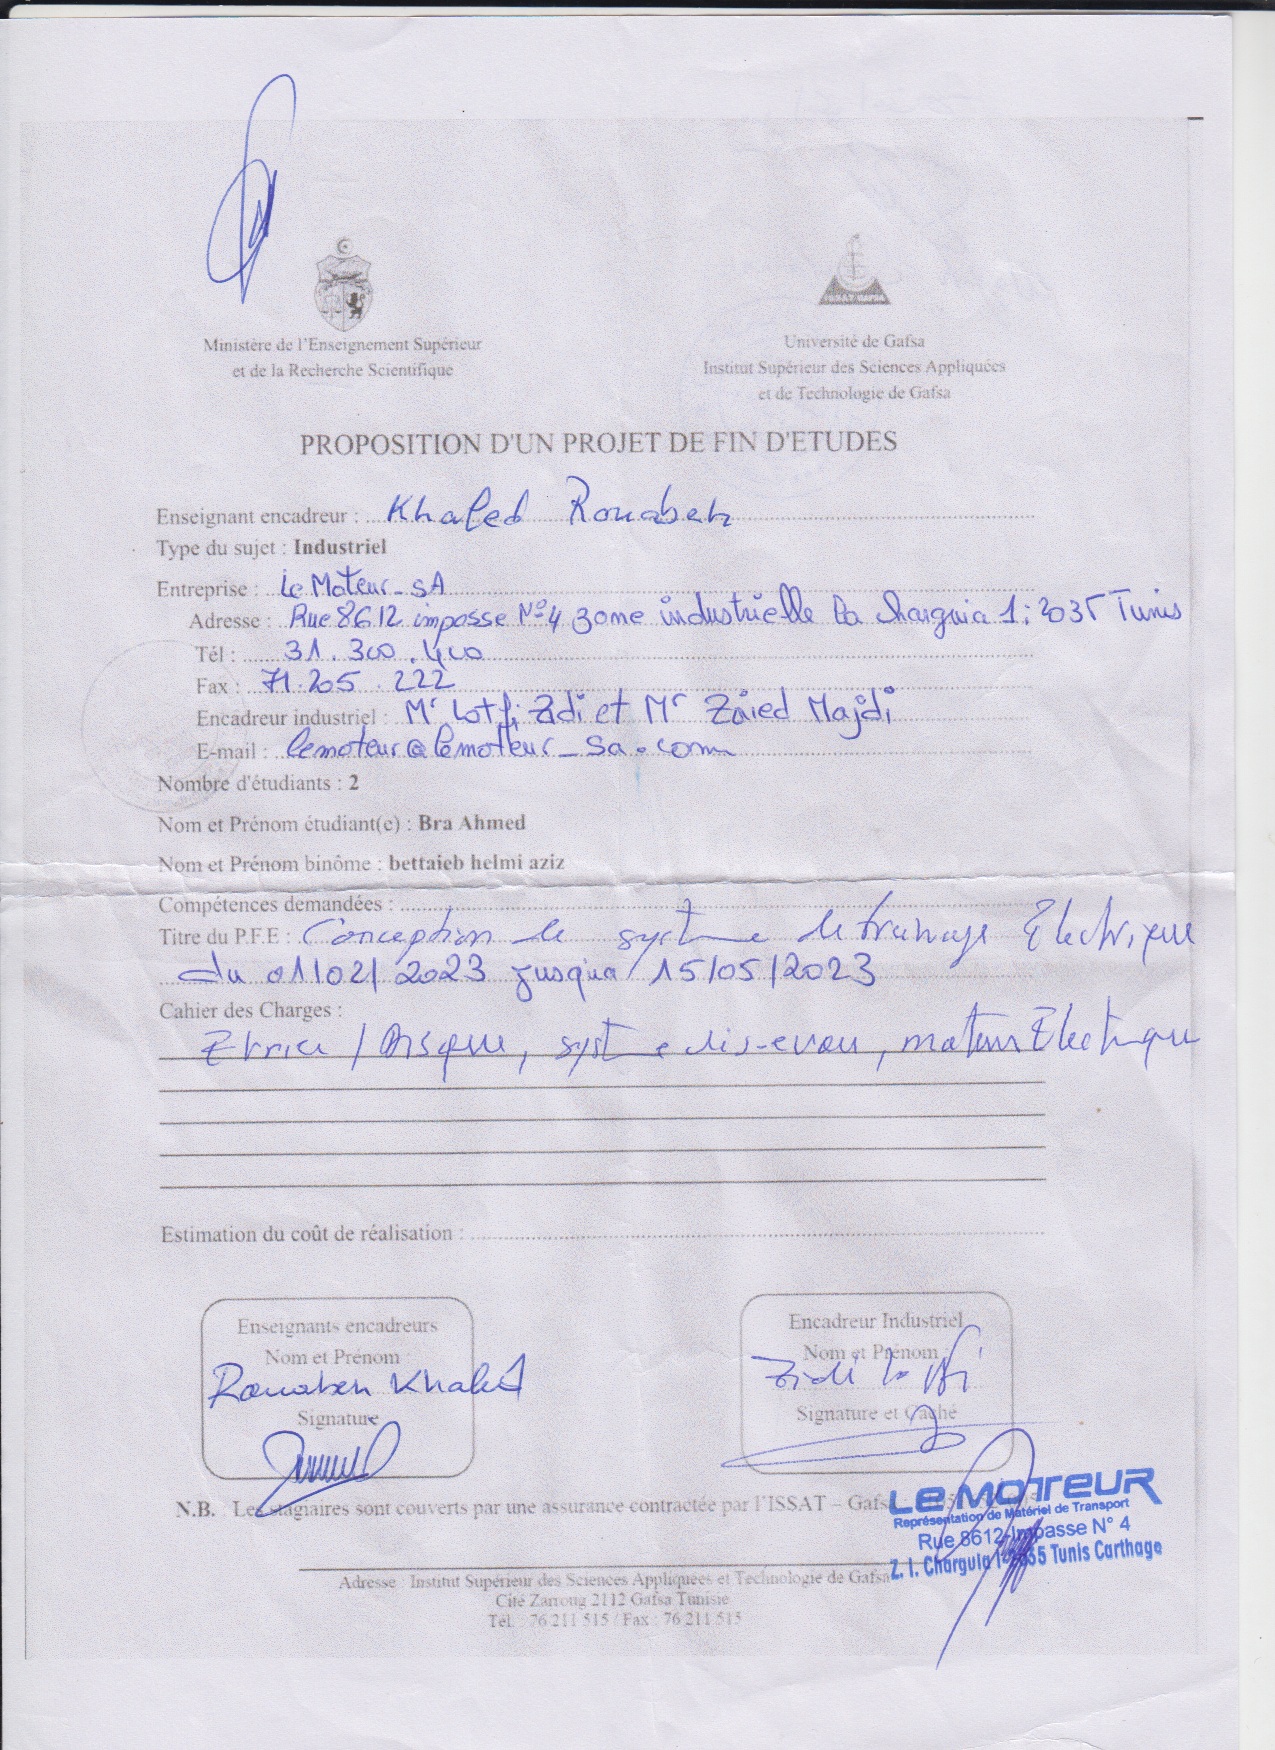 Ministère de l'Enseignement Supérieur
et de la Recherche Scientifique
ISSAT GAFSA
Université de Gafsa
Institut Supérieur des Sciences Appliquées
et de Technologie de Gafsa
PROPOSITION D'UN PROJET DE FIN D'ETUDES
Enseignant encadreur : Khaled Rouabeh
Type du sujet : Industriel
Entreprise : Le Moteur_SA
Adresse : Rue 8612 impasse N°4 zone industrielle la charguia 1: 2035 Tunis
Tél : 31.300.400
Fax : 71.205.222
Encadreur industriel : Mr Lotfi Zidi et Mr Zaied Majdi
E-mail : lemoteur@lemoteur_sa.com
Nombre d'étudiants : 2
Nom et Prénom étudiant(e) : Bra Ahmed
Nom et Prénom binôme : bettaieb helmi aziz
Compétences demandées :
Titre du P.F.E : Conception de système de freinage Electrique
du 01/02/2023 jusqua 15/05/2023
Cahier des Charges :
Etrier / Disque, système vis-ecrou, moteur Electrique
Estimation du coût de réalisation :
Enseignants encadreurs
Nom et Prénom
Rouabeh Khaled
Signature
Encadreur Industriel
Nom et Prénom
Zidi Lotfi
Signature et Caché
N.B. Les stagiaires sont couverts par une assurance contractée par l'ISSAT – Gafsa
LE MOTEUR
Représentation de Matériel de Transport
Rue 8612-Impasse N° 4
Z. I. Charguia I-2035 Tunis Carthage
Adresse : Institut Supérieur des Sciences Appliquées et Technologie de Gafsa
Cité Zarroug 2112 Gafsa Tunisie
Tél. : 76 211 515 / Fax : 76 211 515